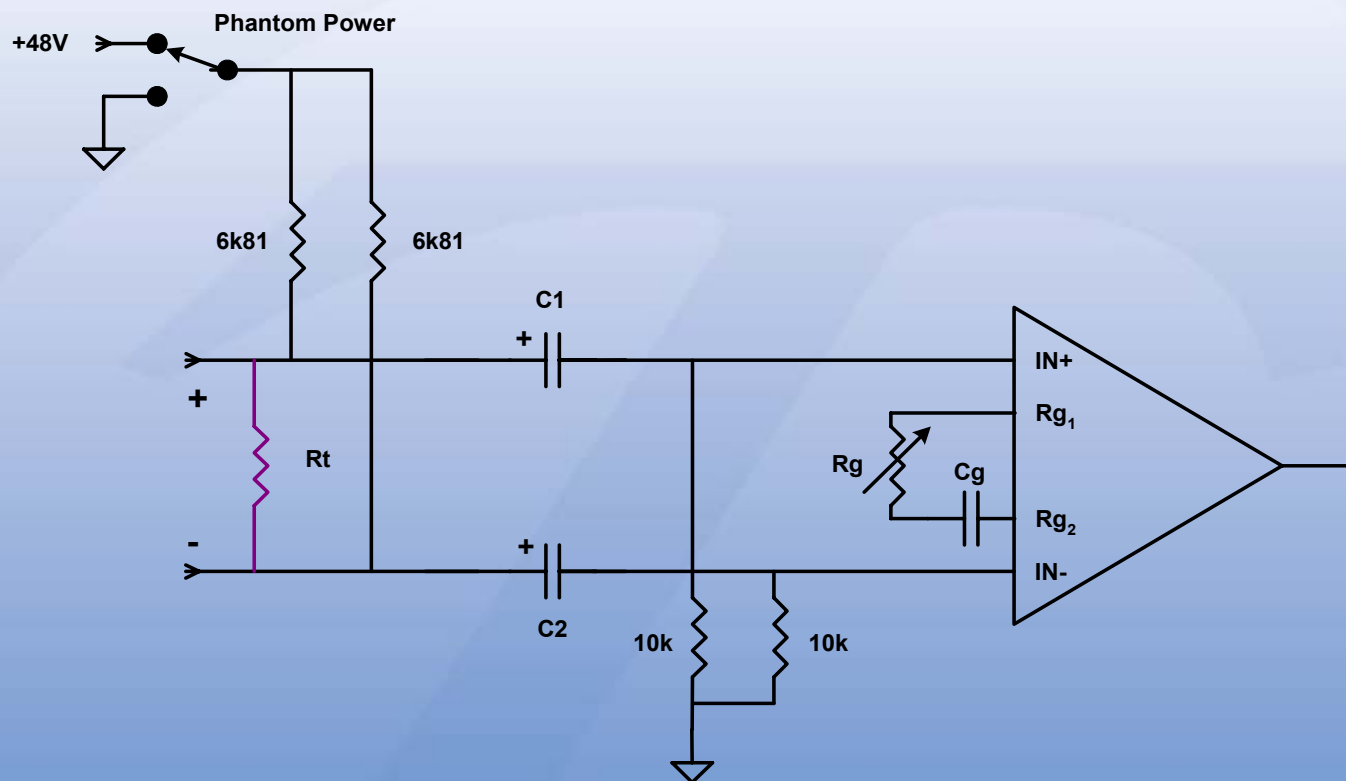 Phantom Power
+48V
6k81
6k81
C1
+
+
IN+
Rg1
Rg
Cg
Rt
Rg2
-
+
IN-
C2
10k
10k